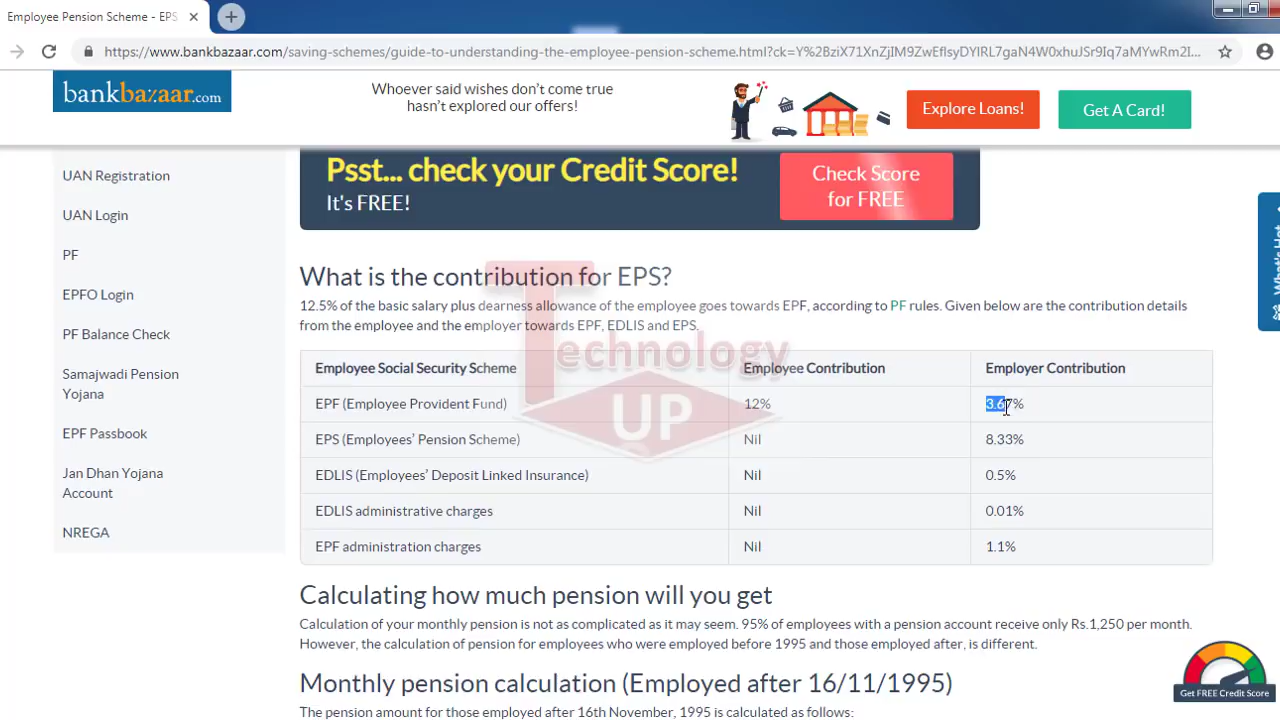 Employee Pension Scheme - EPS
https://www.bankbazaar.com/saving-schemes/guide-to-understanding-the-employee-pension-scheme.html?ck=Y%2BziX71XnZjIM9ZwEflsyDYIRL7gaN4W0xhuJSr9Iq7aMYwRm2I...
bankbazaar.com
Whoever said wishes don't come true
hasn't explored our offers!
Explore Loans!
Get A Card!
UAN Registration
UAN Login
PF
EPFO Login
PF Balance Check
Samajwadi Pension
Yojana
EPF Passbook
Jan Dhan Yojana
Account
NREGA
Psst... check your Credit Score!
It's FREE!
Check Score
for FREE
What's Hot
What is the contribution for EPS?
12.5% of the basic salary plus dearness allowance of the employee goes towards EPF, according to PF rules. Given below are the contribution details
from the employee and the employer towards EPF, EDLIS and EPS.
Employee Social Security Scheme Employee Contribution Employer Contribution
EPF (Employee Provident Fund) 12% 3.67%
EPS (Employees’ Pension Scheme) Nil 8.33%
EDLIS (Employees’ Deposit Linked Insurance) Nil 0.5%
EDLIS administrative charges Nil 0.01%
EPF administration charges Nil 1.1%
Technology
UP
Calculating how much pension will you get
Calculation of your monthly pension is not as complicated as it may seem. 95% of employees with a pension account receive only Rs.1,250 per month.
However, the calculation of pension for employees who were employed before 1995 and those employed after, is different.
Monthly pension calculation (Employed after 16/11/1995)
The pension amount for those employed after 16th November, 1995 is calculated as follows:
Get FREE Credit Score